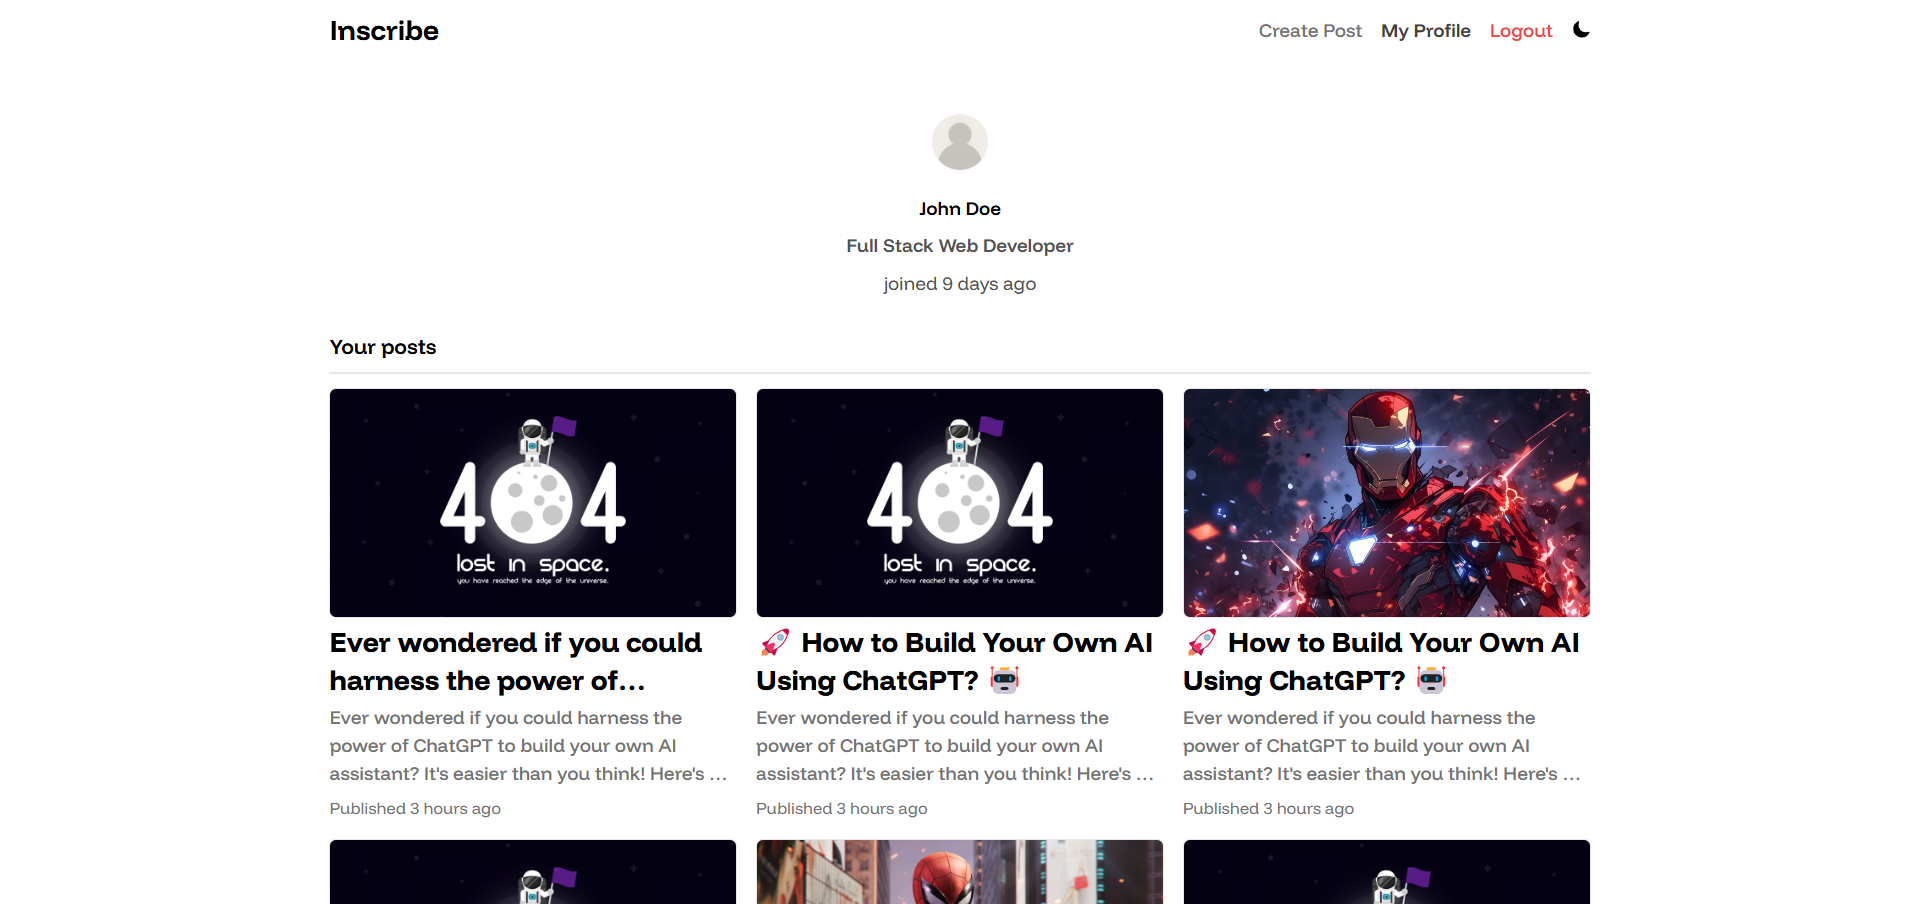 Inscribe
Create Post My Profile Logout
John Doe
Full Stack Web Developer
joined 9 days ago
Your posts
404
lost in space.
you have reached the edge of the universe.
404
lost in space.
you have reached the edge of the universe.
Ever wondered if you could
harness the power of...
Ever wondered if you could harness the
power of ChatGPT to build your own AI
assistant? It's easier than you think! Here's ...
Published 3 hours ago
🚀 How to Build Your Own AI
Using ChatGPT? 🤖
Ever wondered if you could harness the
power of ChatGPT to build your own AI
assistant? It's easier than you think! Here's ...
Published 3 hours ago
🚀 How to Build Your Own AI
Using ChatGPT? 🤖
Ever wondered if you could harness the
power of ChatGPT to build your own AI
assistant? It's easier than you think! Here's ...
Published 3 hours ago